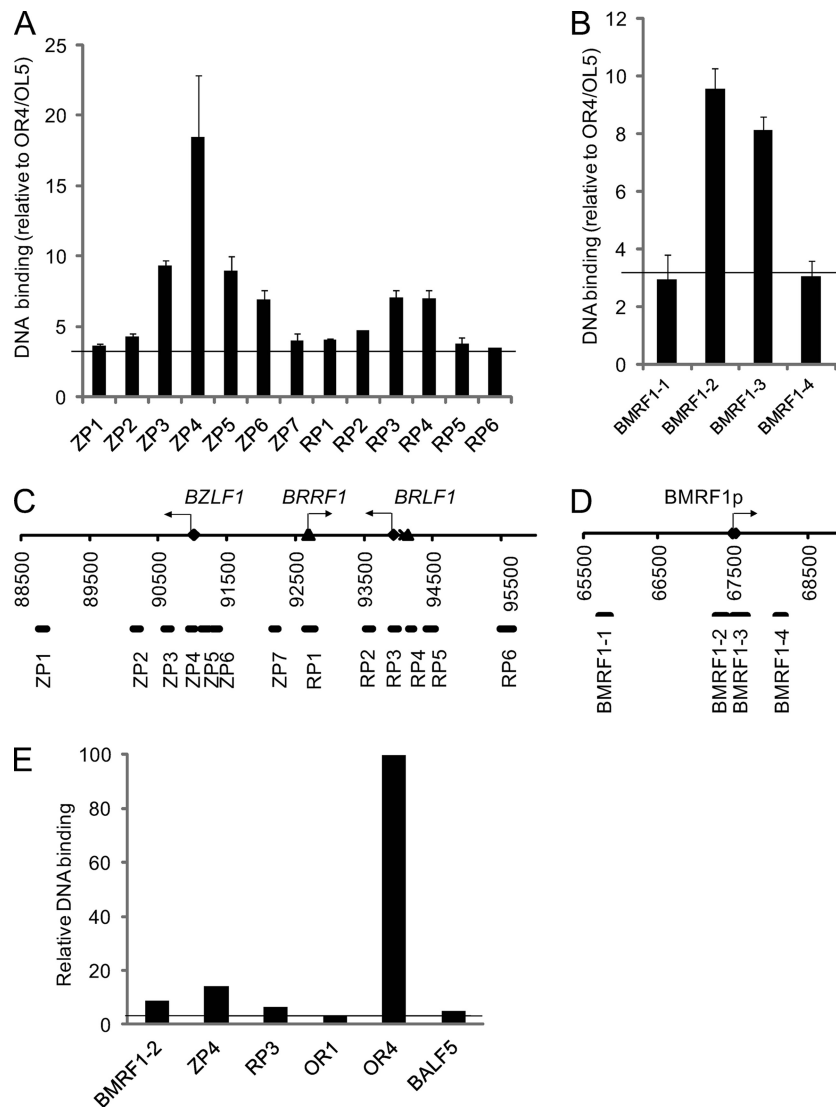 A
DNA binding (relative to OR4/OL5)
25
20
15
10
5
0
ZP1 ZP2 ZP3 ZP4 ZP5 ZP6 ZP7 RP1 RP2 RP3 RP4 RP5 RP6
B
DNA binding (relative to OR4/OL5)
12
10
8
6
4
2
0
BMRF1-1 BMRF1-2 BMRF1-3 BMRF1-4
C
BZLF1 BRRF1 BRLF1
88500 89500 90500 91500 92500 93500 94500 95500
ZP1 ZP2 ZP3 ZP4 ZP5 ZP6 ZP7 RP1 RP2 RP3 RP4 RP5 RP6
D
BMRF1p
65500 66500 67500 68500
BMRF1-1 BMRF1-2 BMRF1-3 BMRF1-4
E
Relative DNA binding
100
80
60
40
20
0
BMRF1-2 ZP4 RP3 OR1 OR4 BALF5